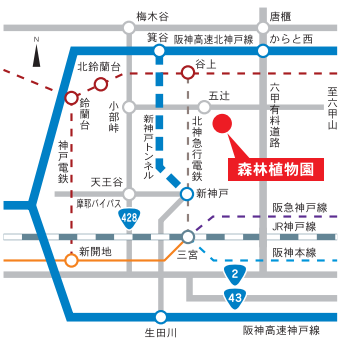 梅木谷
唐櫃
箕谷
阪神高速北神戸線
からと西
N
北鈴蘭台
谷上
鈴蘭台
小部峠
五辻
六甲有料道路
至六甲山
新神戸トンネル
北神急行電鉄
神戸電鉄
森林植物園
天王谷
新神戸
摩耶バイパス
428
阪急神戸線
JR神戸線
新開地
三宮
阪神本線
2
43
生田川
阪神高速神戸線